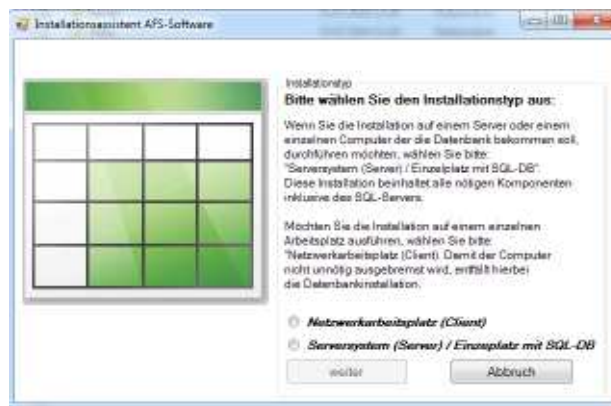 Installationsassistent AFS-Software
Installationstyp
Bitte wählen Sie den Installationstyp aus:
Wenn Sie die Installation auf einem Server oder einem
einzelnen Computer der die Datenbank bekommen soll,
durchführen möchten, wählen Sie bitte:
"Serversystem (Server) / Einzelplatz mit SQL-DB".
Diese Installation beinhaltet alle nötigen Komponenten
inklusive des SQL-Servers.
Möchten Sie die Installation auf einem einzelnen
Arbeitsplatz ausführen, wählen Sie bitte:
"Netzwerkarbeitsplatz (Client). Damit der Computer
nicht unnötig ausgebremst wird, entfällt hierbei
die Datenbankinstallation.
Netzwerkarbeitsplatz (Client)
Serversystem (Server) / Einzeplatz mit SQL-DB
weiter
Abbruch